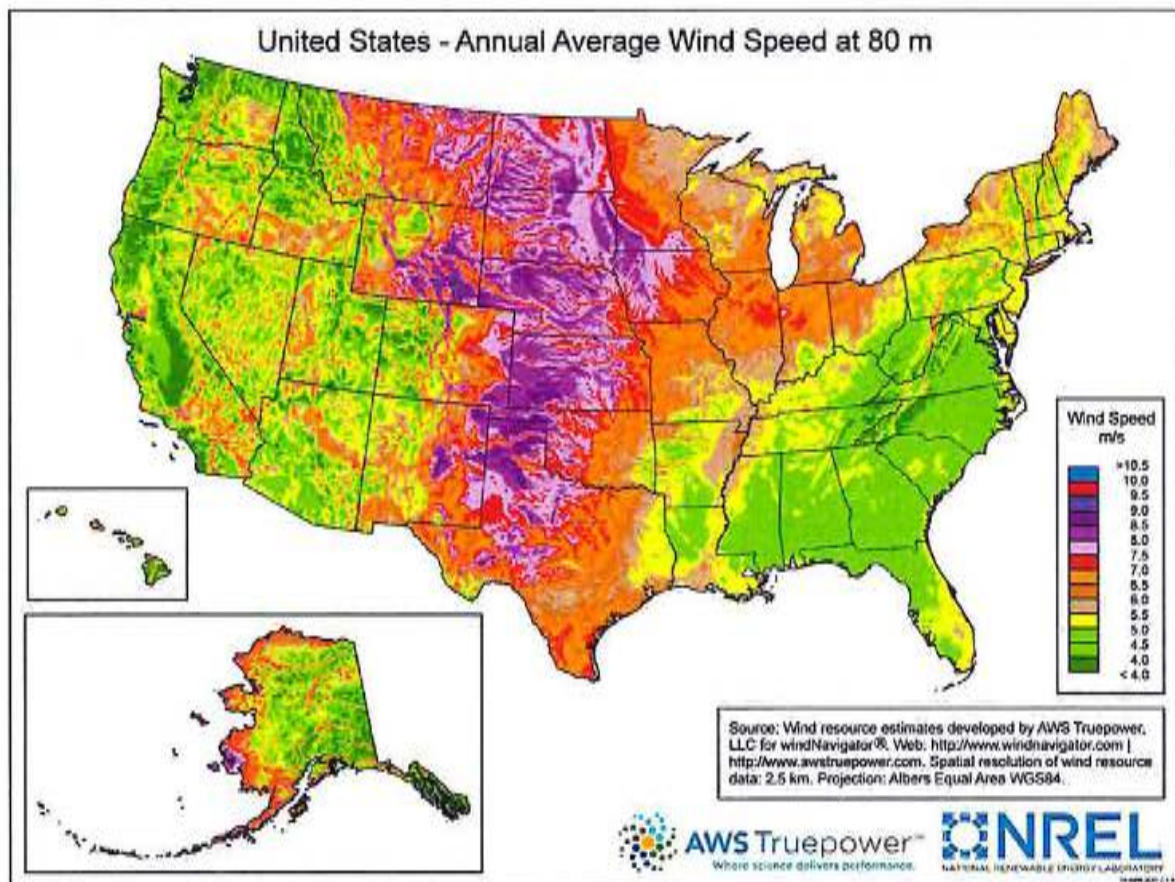 United States - Annual Average Wind Speed at 80 m
Wind Speed
m/s
>10.5
10.0
9.5
9.0
8.5
8.0
7.5
7.0
6.5
6.0
5.5
5.0
4.5
4.0
< 4.0
Source: Wind resource estimates developed by AWS Truepower,
LLC for windNavigator®. Web: http://www.windnavigator.com |
http://www.awstruepower.com. Spatial resolution of wind resource
data: 2.5 km. Projection: Albers Equal Area WGS84.
AWS Truepower™
Where science delivers performance.
NREL
NATIONAL RENEWABLE ENERGY LABORATORY